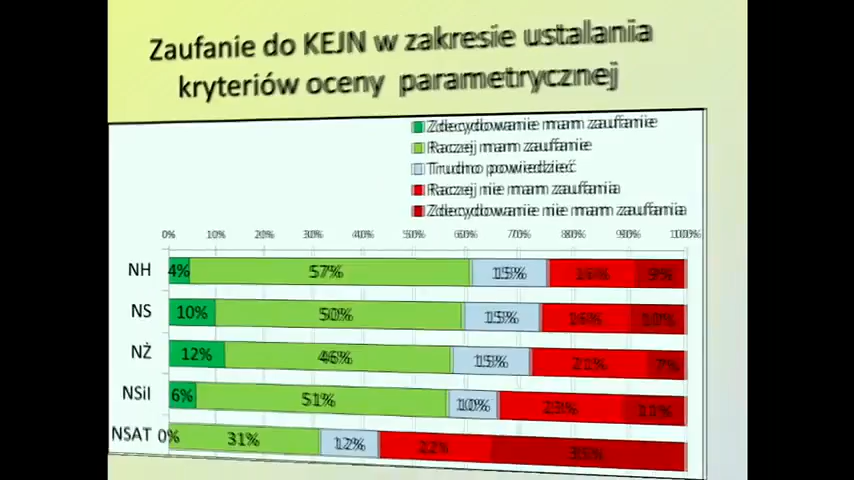 Zaufanie do KEJN w zakresie ustalania
kryteriów oceny parametrycznej
Zdecydowanie mam zaufanie
Raczej mam zaufanie
Trudno powiedzieć
Raczej nie mam zaufania
Zdecydowanie nie mam zaufania
0% 10% 20% 30% 40% 50% 60% 70% 80% 90% 100%
NH 4% 57% 15% 9%
NS 10% 50% 15% 16% 10%
NŻ 12% 46% 15% 21% 7%
NSiI 6% 51% 10% 23% 11%
NSAT 0% 31% 12% 22%